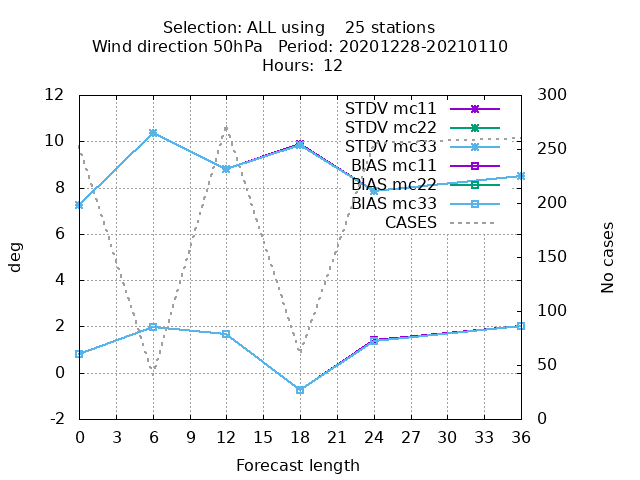 Selection: ALL using    25 stations
Wind direction 50hPa   Period: 20201228-20210110
Hours:  12
12
10
8
6
4
2
0
-2
deg
STDV mc11
STDV mc22
STDV mc33
BIAS mc11
BIAS mc22
BIAS mc33
CASES
300
250
200
150
100
50
0
No cases
0 3 6 9 12 15 18 21 24 27 30 33 36
Forecast length